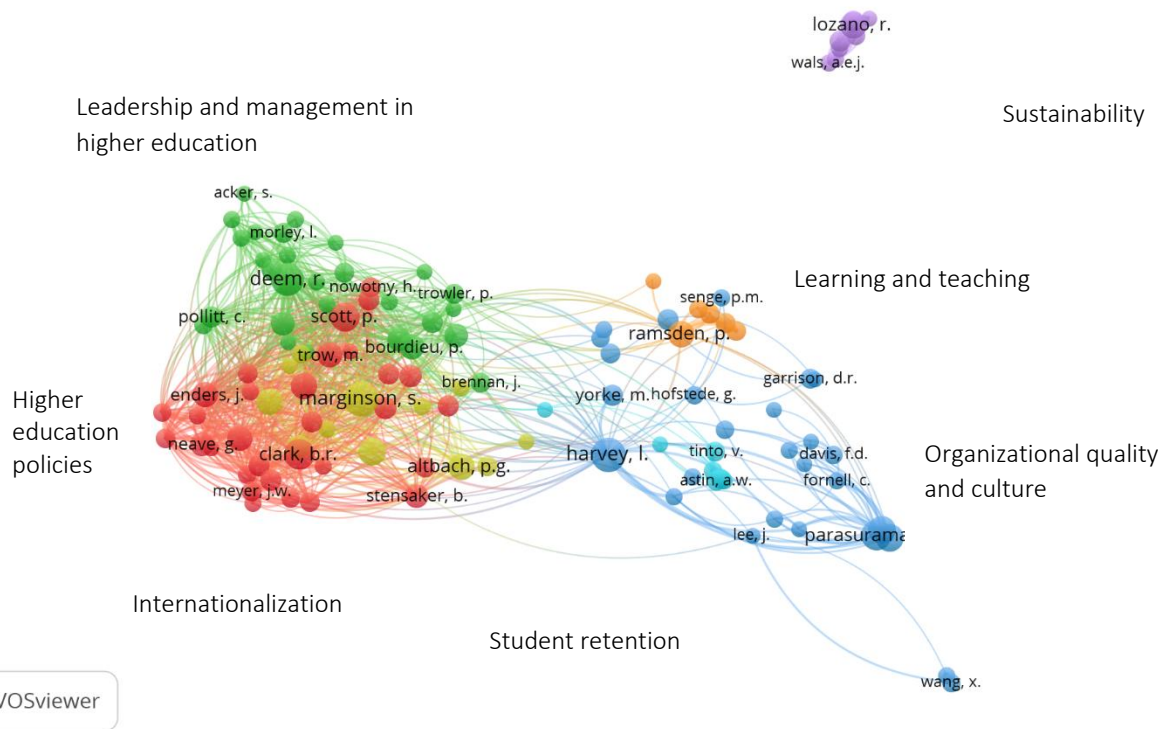 lozano, r.
wals, a.e.j.
Leadership and management in
higher education
Sustainability
acker, s.
morley, l.
deem, r.
nowotny, h.
trowler, p.
Learning and teaching
senge, p.m.
pollitt, c.
scott, p.
ramsden, p.
trow, m.
bourdieu, p.
brennan, j.
garrison, d.r.
enders, j.
marginson, s.
yorke, m.
hofstede, g.
Higher
education
policies
neave, g.
clark, b.r.
altbach, p.g.
harvey, l.
tinto, v.
davis, f.d.
Organizational quality
and culture
meyer, j.w.
stensaker, b.
astin, a.w.
fornell, c.
lee, j.
parasurama
Internationalization
Student retention
wang, x.
VOSviewer